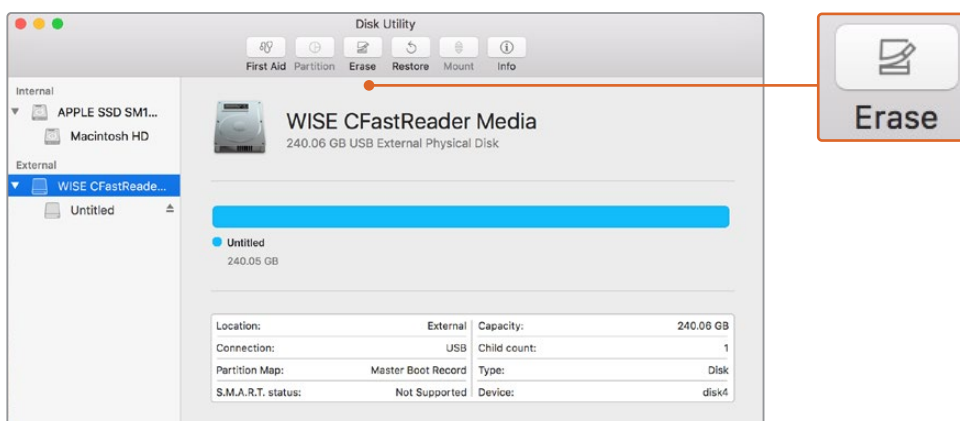 Disk Utility
First Aid Partition Erase Restore Mount Info
Erase
Internal
APPLE SSD SM1...
Macintosh HD
External
WISE CFastReade...
Untitled
WISE CFastReader Media
240.06 GB USB External Physical Disk
Untitled
240.05 GB
Location: External Capacity: 240.06 GB
Connection: USB Child count: 1
Partition Map: Master Boot Record Type: Disk
S.M.A.R.T. status: Not Supported Device: disk4